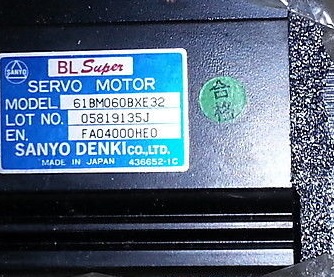 SANYO
BL Super
SERVO MOTOR
MODEL 61BM060BXE32
LOT NO. 05819135J
EN. FA04000HE0
SANYO DENKI CO., LTD.
MADE IN JAPAN 436652-1C
合格